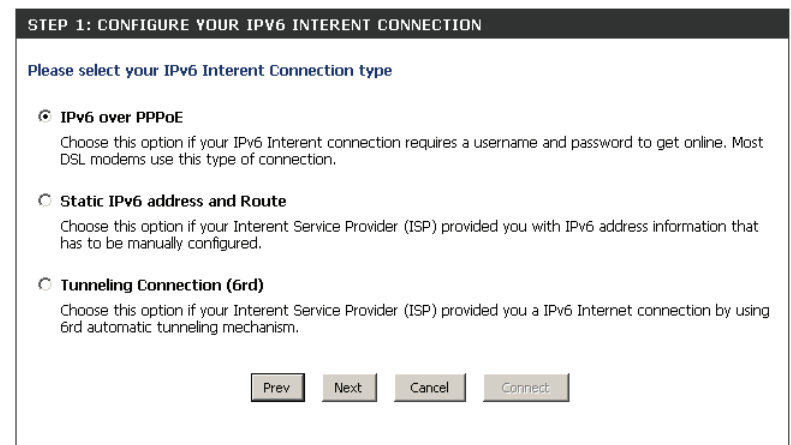 STEP 1: CONFIGURE YOUR IPV6 INTERENT CONNECTION
Please select your IPv6 Interent Connection type
IPv6 over PPPoE
Choose this option if your IPv6 Interent connection requires a username and password to get online. Most
DSL modems use this type of connection.
Static IPv6 address and Route
Choose this option if your Interent Service Provider (ISP) provided you with IPv6 address information that
has to be manually configured.
Tunneling Connection (6rd)
Choose this option if your Interent Service Provider (ISP) provided you a IPv6 Internet connection by using
6rd automatic tunneling mechanism.
Prev Next Cancel Connect